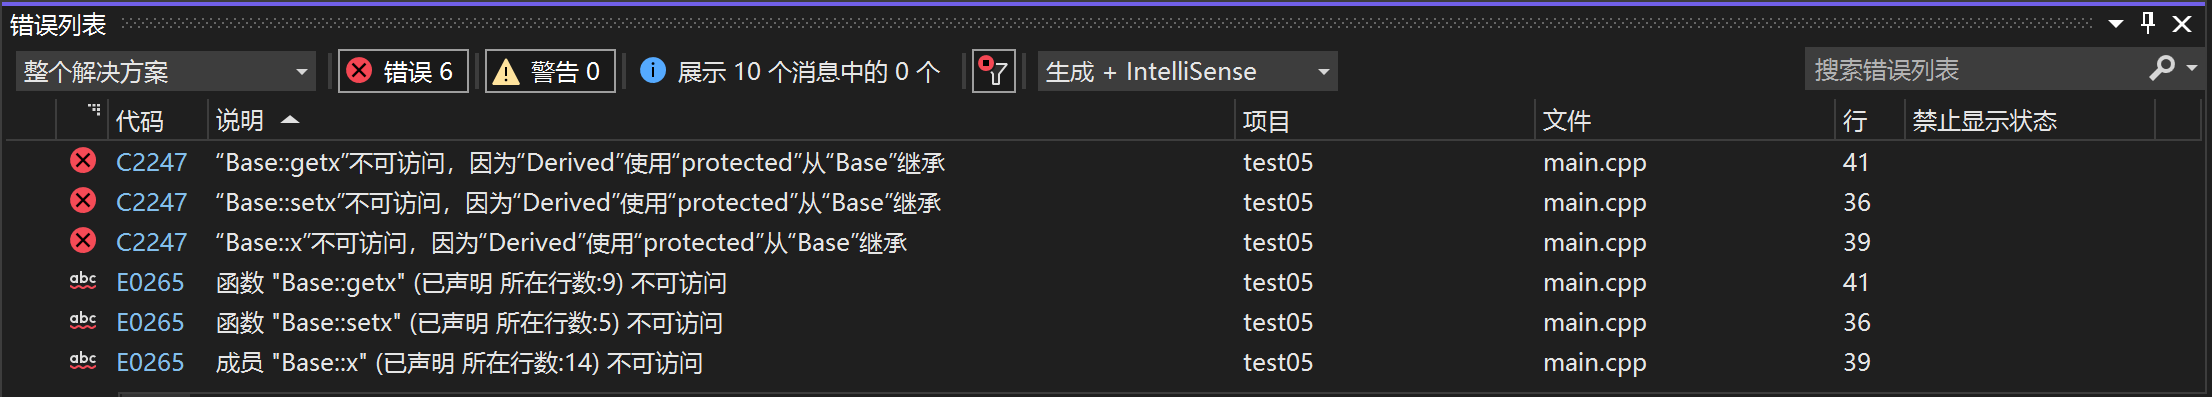 错误列表
整个解决方案 错误 6 警告 0 展示 10 个消息中的 0 个 生成 + IntelliSense 搜索错误列表
代码 说明 项目 文件 行 禁止显示状态
C2247 “Base::getx”不可访问，因为“Derived”使用“protected”从“Base”继承 test05 main.cpp 41
C2247 “Base::setx”不可访问，因为“Derived”使用“protected”从“Base”继承 test05 main.cpp 36
C2247 “Base::x”不可访问，因为“Derived”使用“protected”从“Base”继承 test05 main.cpp 39
abc E0265 函数 "Base::getx" (已声明 所在行数:9) 不可访问 test05 main.cpp 41
abc E0265 函数 "Base::setx" (已声明 所在行数:5) 不可访问 test05 main.cpp 36
abc E0265 成员 "Base::x" (已声明 所在行数:14) 不可访问 test05 main.cpp 39